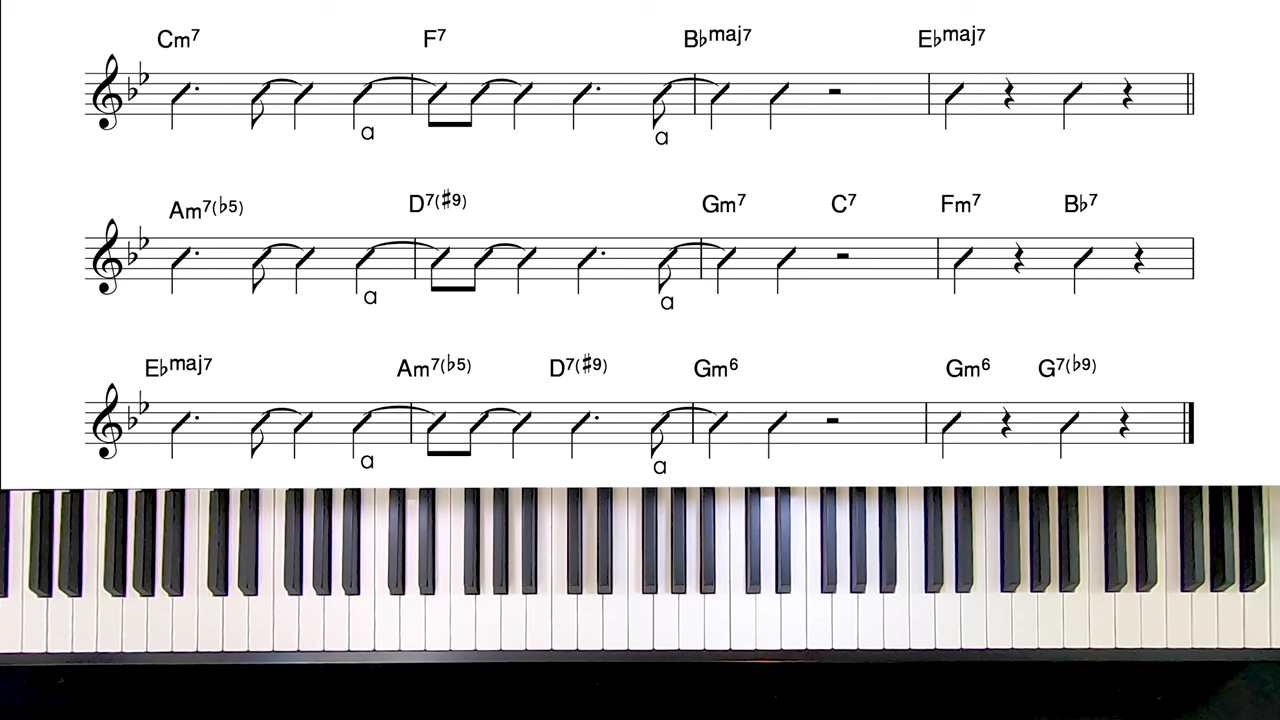 Cm7 F7 B♭maj7 E♭maj7
a a
Am7(♭5) D7(♯9) Gm7 C7 Fm7 B♭7
a a
E♭maj7 Am7(♭5) D7(♯9) Gm6 Gm6 G7(♭9)
a a